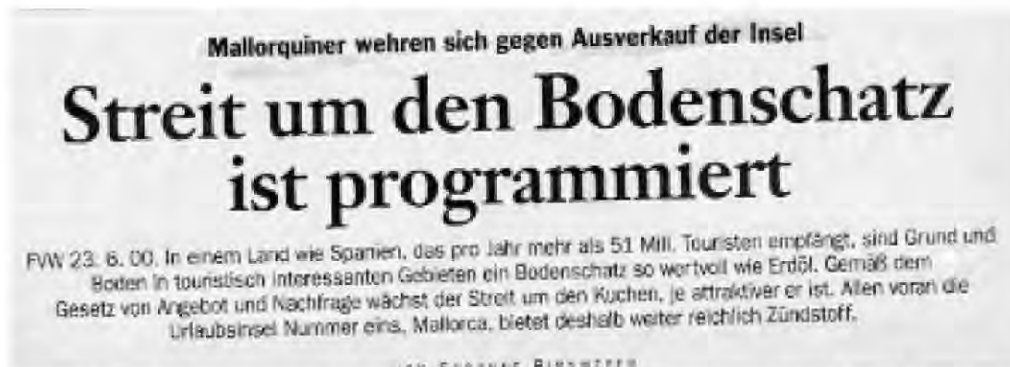 Mallorquiner wehren sich gegen Ausverkauf der Insel
Streit um den Bodenschatz
ist programmiert
FVW 23. 6. 00. In einem Land wie Spanien, das pro Jahr mehr als 51 Mill. Touristen empfängt, sind Grund und
Boden in touristisch interessanten Gebieten ein Bodenschatz so wertvoll wie Erdöl. Gemäß dem
Gesetz von Angebot und Nachfrage wächst der Streit um den Kuchen, je attraktiver er ist. Allen voran die
Urlaubsinsel Nummer eins, Mallorca, bietet deshalb weiter reichlich Zündstoff.